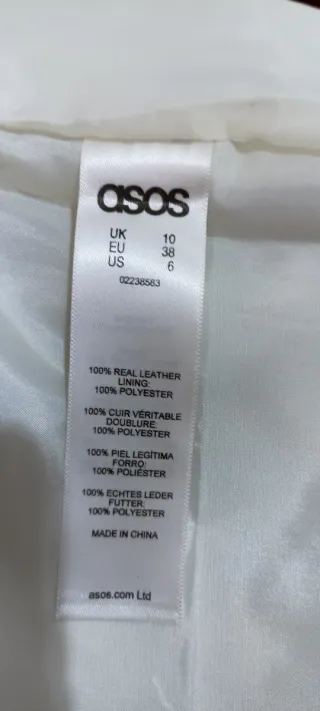 asos
UK 10
EU 38
US 6
02238583
100% REAL LEATHER
LINING:
100% POLYESTER
100% CUIR VÉRITABLE
DOUBLURE:
100% POLYESTER
100% PIEL LEGÍTIMA
FORRO:
100% POLIÉSTER
100% ECHTES LEDER
FUTTER:
100% POLYESTER
MADE IN CHINA
asos.com Ltd